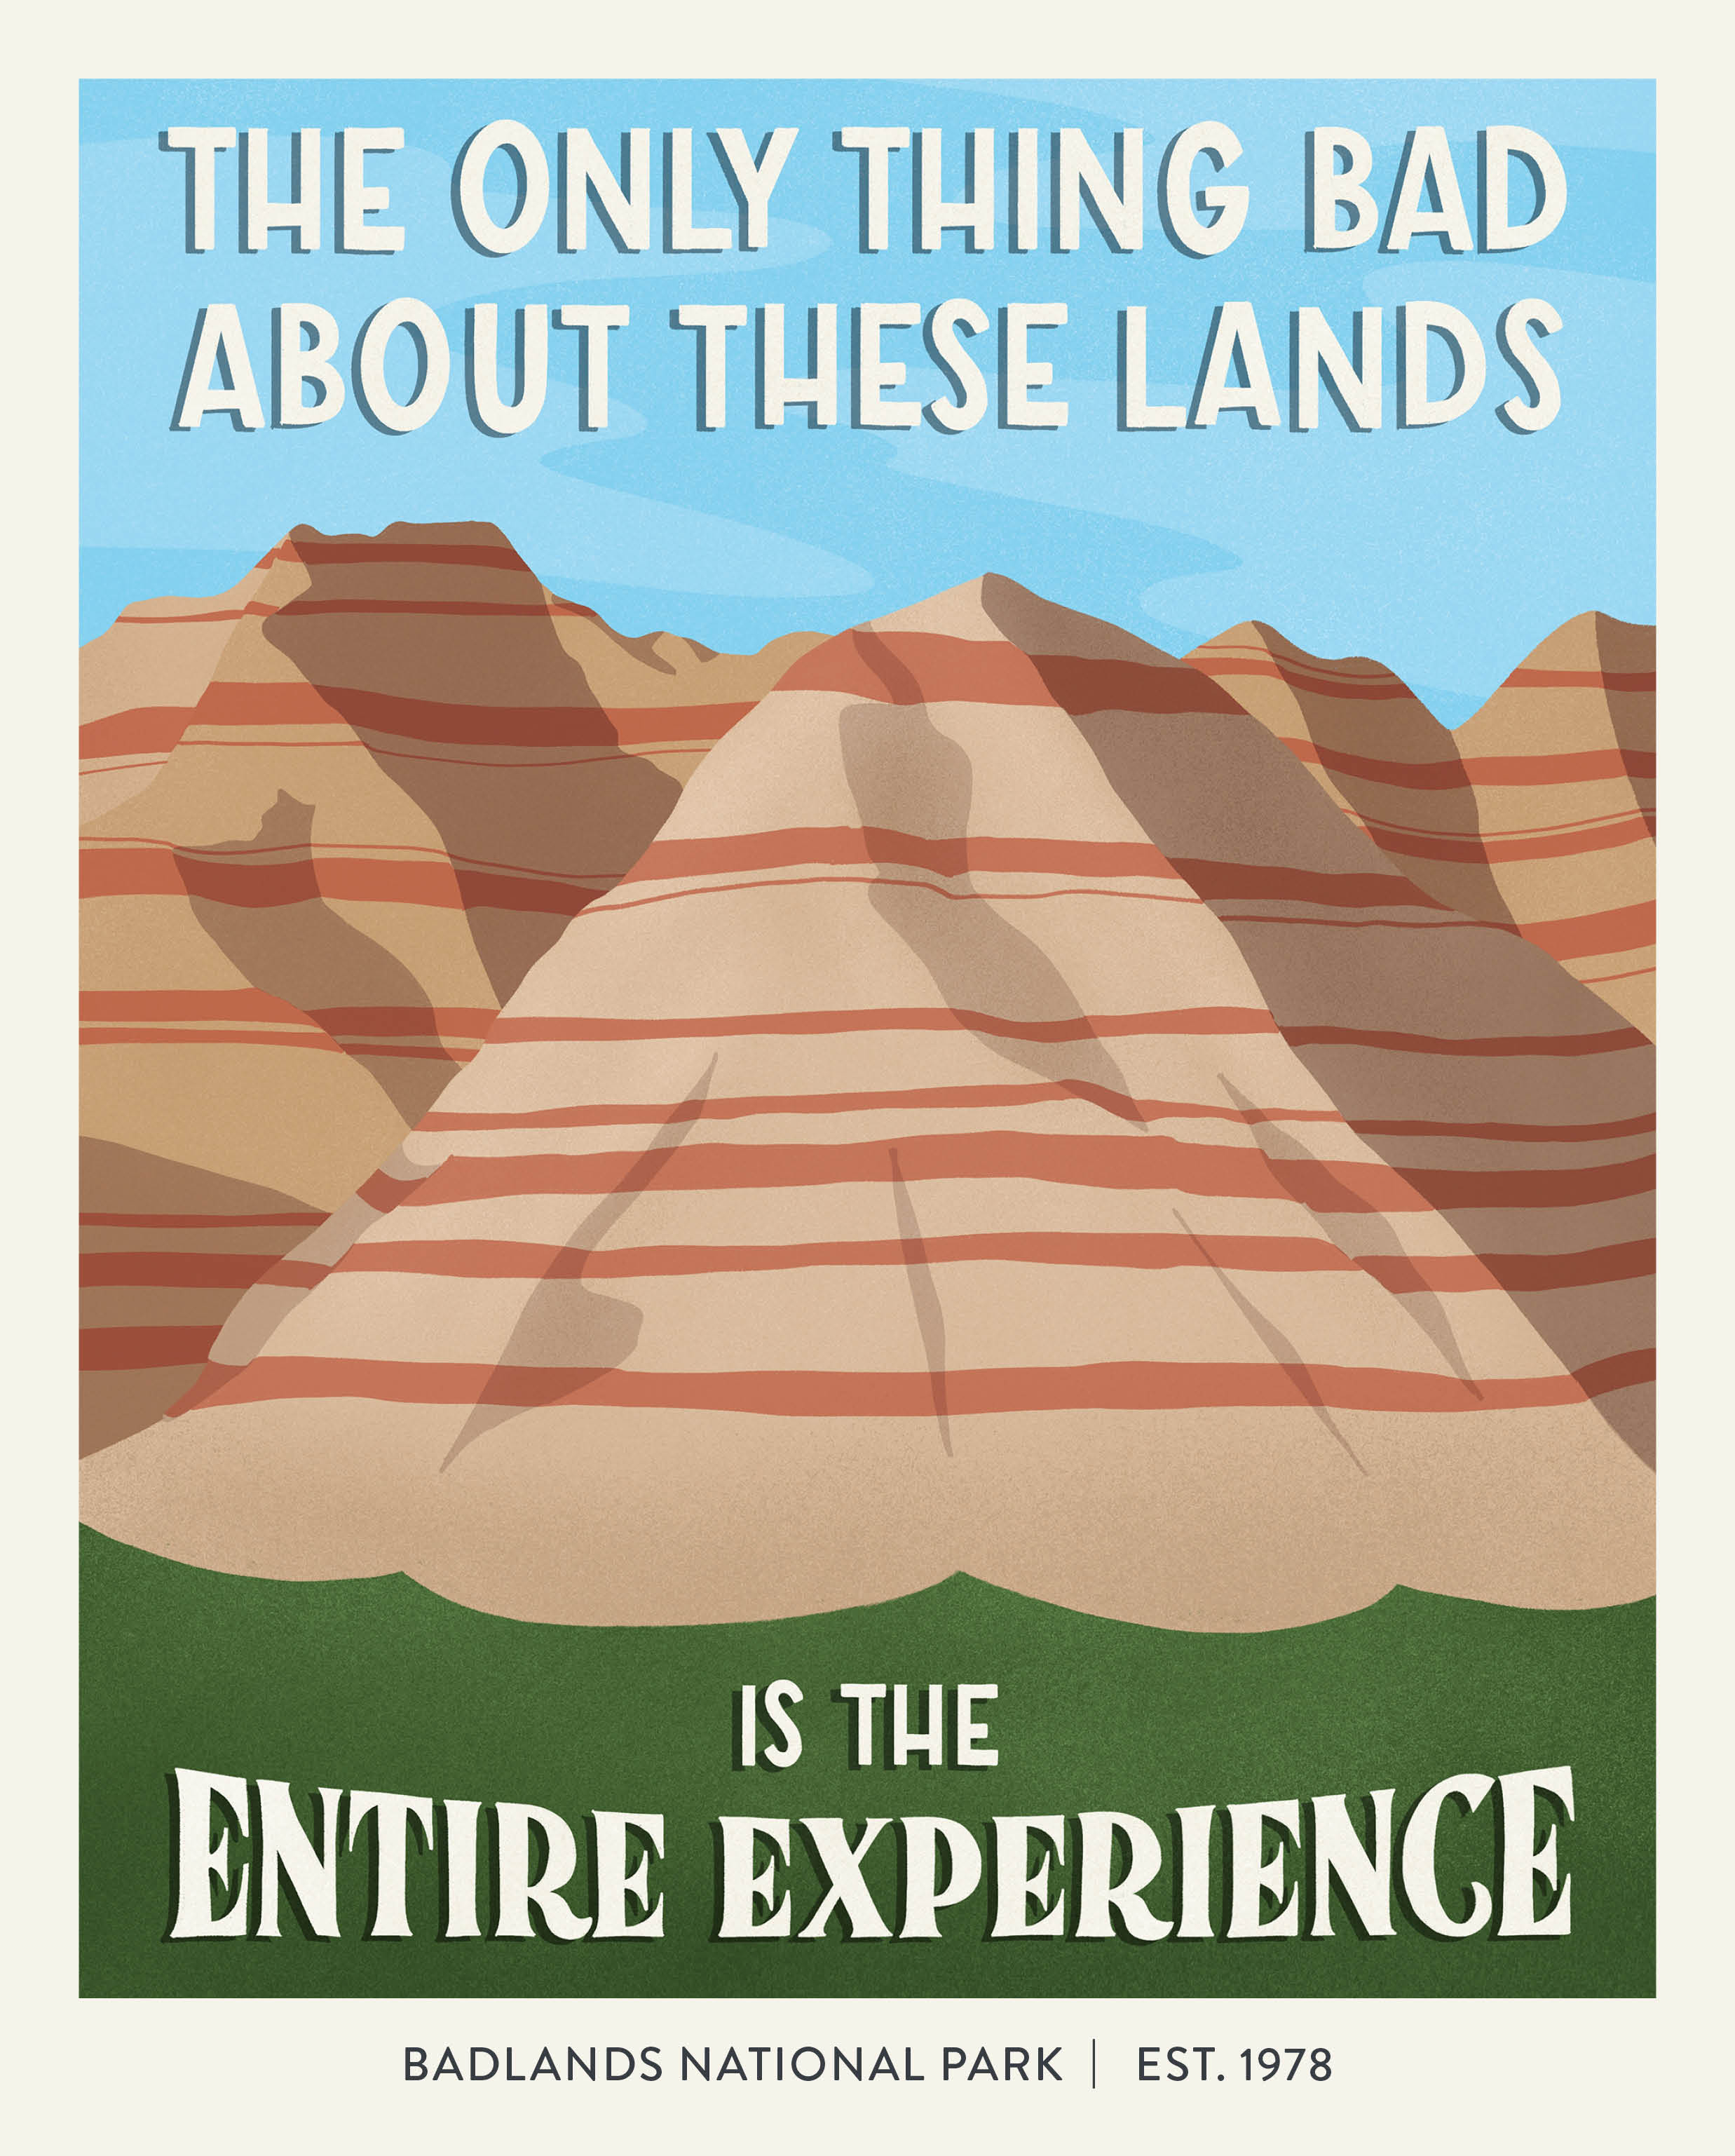 THE ONLY THING BAD
ABOUT THESE LANDS
IS THE
ENTIRE EXPERIENCE
BADLANDS NATIONAL PARK | EST. 1978